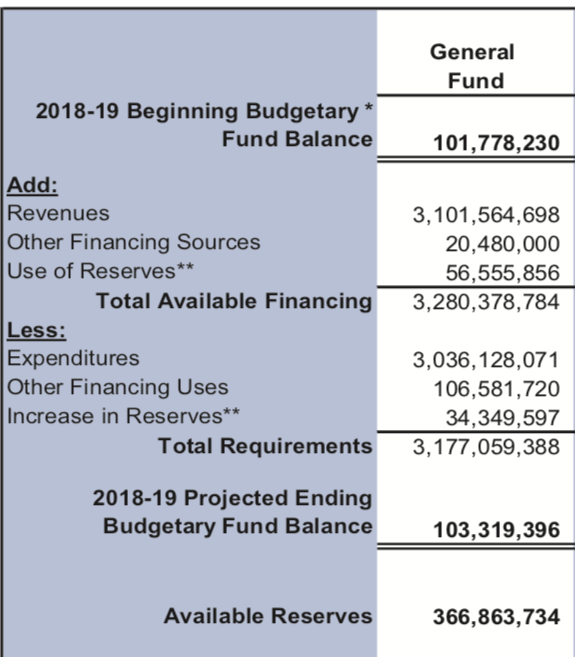 General
Fund
2018-19 Beginning Budgetary *
Fund Balance 101,778,230
Add:
Revenues 3,101,564,698
Other Financing Sources 20,480,000
Use of Reserves** 56,555,856
Total Available Financing 3,280,378,784
Less:
Expenditures 3,036,128,071
Other Financing Uses 106,581,720
Increase in Reserves** 34,349,597
Total Requirements 3,177,059,388
2018-19 Projected Ending
Budgetary Fund Balance 103,319,396
Available Reserves 366,863,734